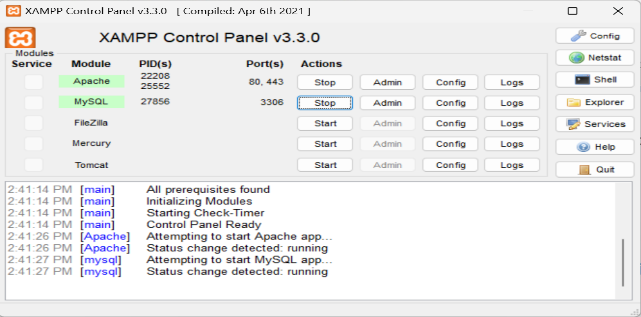 XAMPP Control Panel v3.3.0 [ Compiled: Apr 6th 2021 ]
XAMPP Control Panel v3.3.0
Config
Modules
Service Module PID(s) Port(s) Actions
Netstat
Apache 22208 25552 80, 443 Stop Admin Config Logs
Shell
MySQL 27856 3306 Stop Admin Config Logs
Explorer
FileZilla Start Admin Config Logs
Services
Mercury Start Admin Config Logs
Help
Tomcat Start Admin Config Logs
Quit
2:41:14 PM [main] All prerequisites found
2:41:14 PM [main] Initializing Modules
2:41:14 PM [main] Starting Check-Timer
2:41:14 PM [main] Control Panel Ready
2:41:26 PM [Apache] Attempting to start Apache app...
2:41:26 PM [Apache] Status change detected: running
2:41:27 PM [mysql] Attempting to start MySQL app...
2:41:27 PM [mysql] Status change detected: running